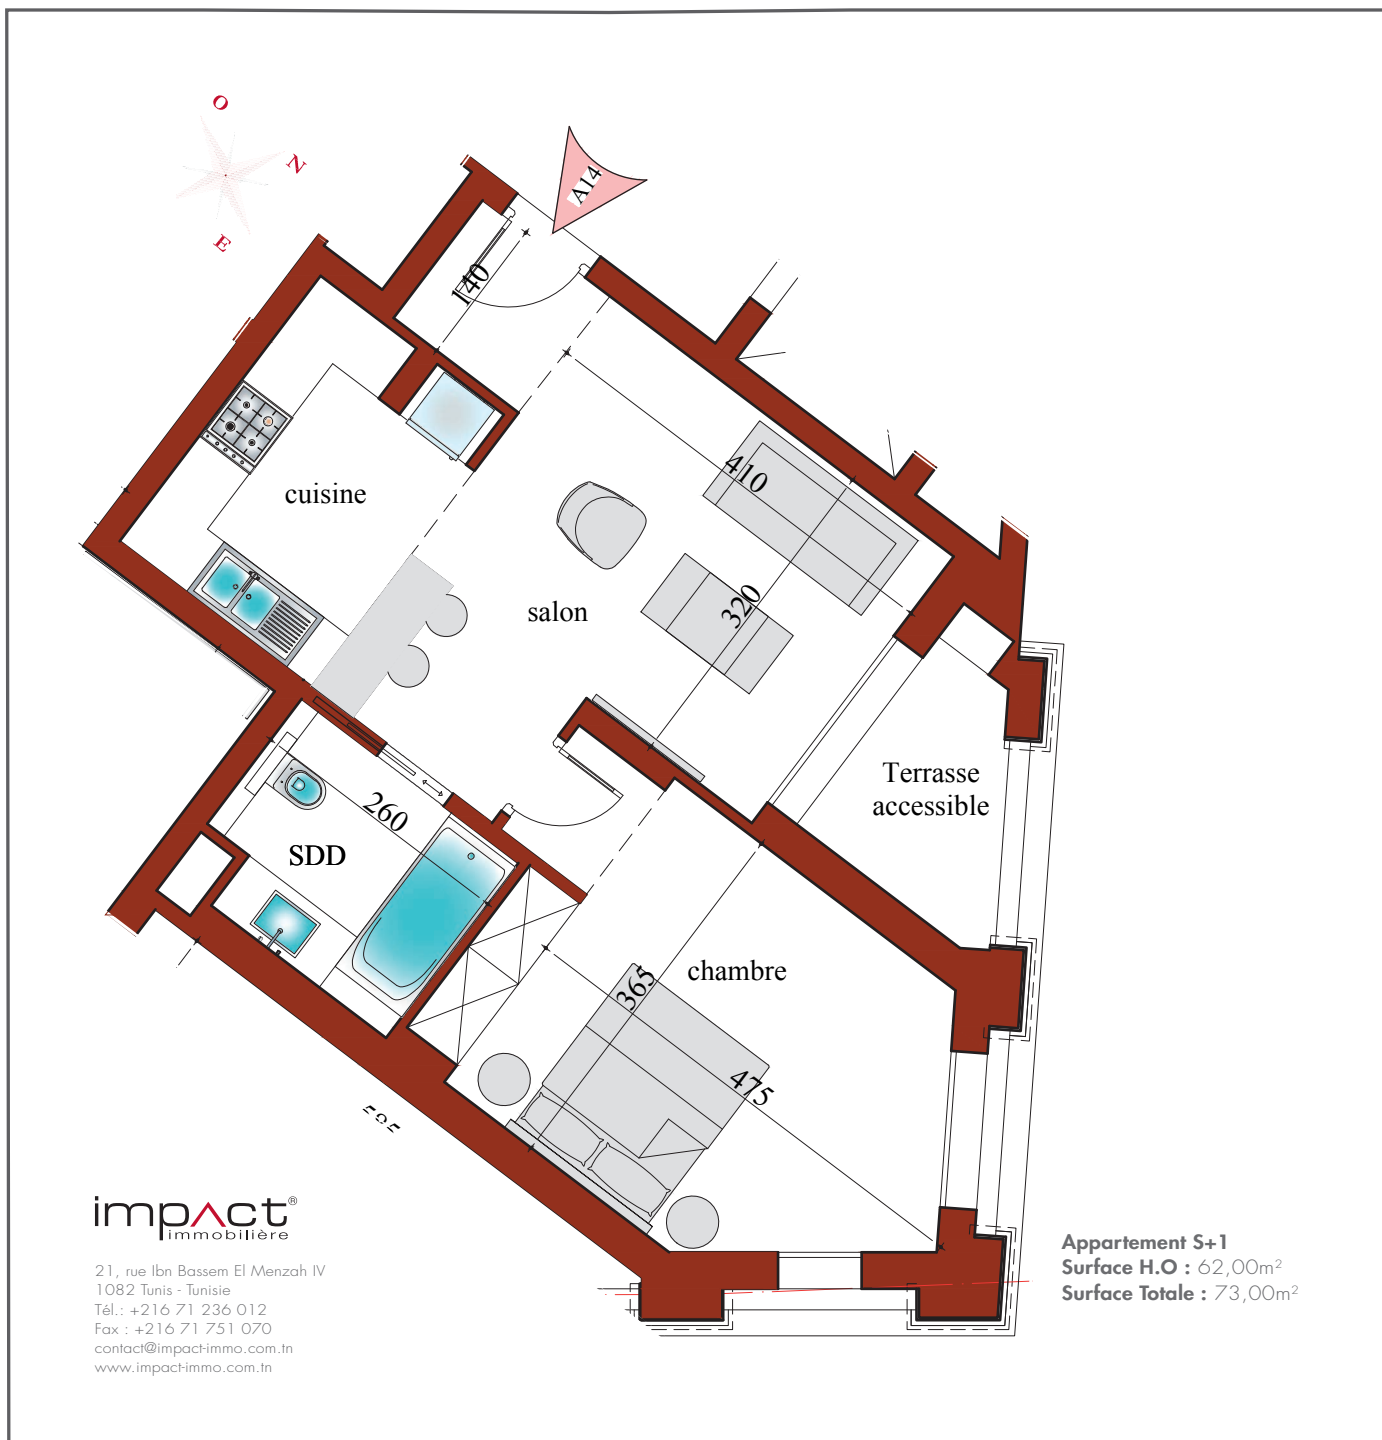 O
N
E
A14
140
410
cuisine
320
salon
Terrasse
accessible
260
SDD
chambre
365
475
impact®
immobilière
21, rue Ibn Bassem El Menzah IV
1082 Tunis - Tunisie
Tél.: +216 71 236 012
Fax : +216 71 751 070
contact@impact-immo.com.tn
www.impact-immo.com.tn
Appartement S+1
Surface H.O : 62,00m²
Surface Totale : 73,00m²